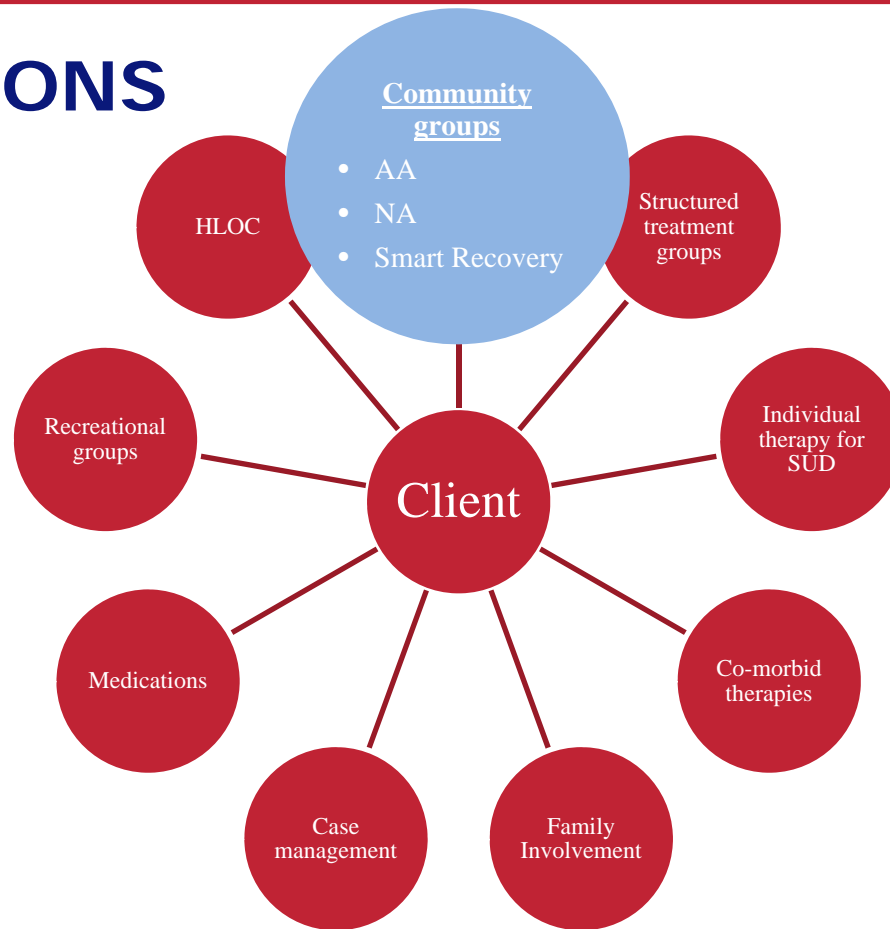 ONS
Community
groups
• AA
• NA
• Smart Recovery
HLOC
Structured
treatment
groups
Recreational
groups
Individual
therapy for
SUD
Client
Medications
Co-morbid
therapies
Case
management
Family
Involvement